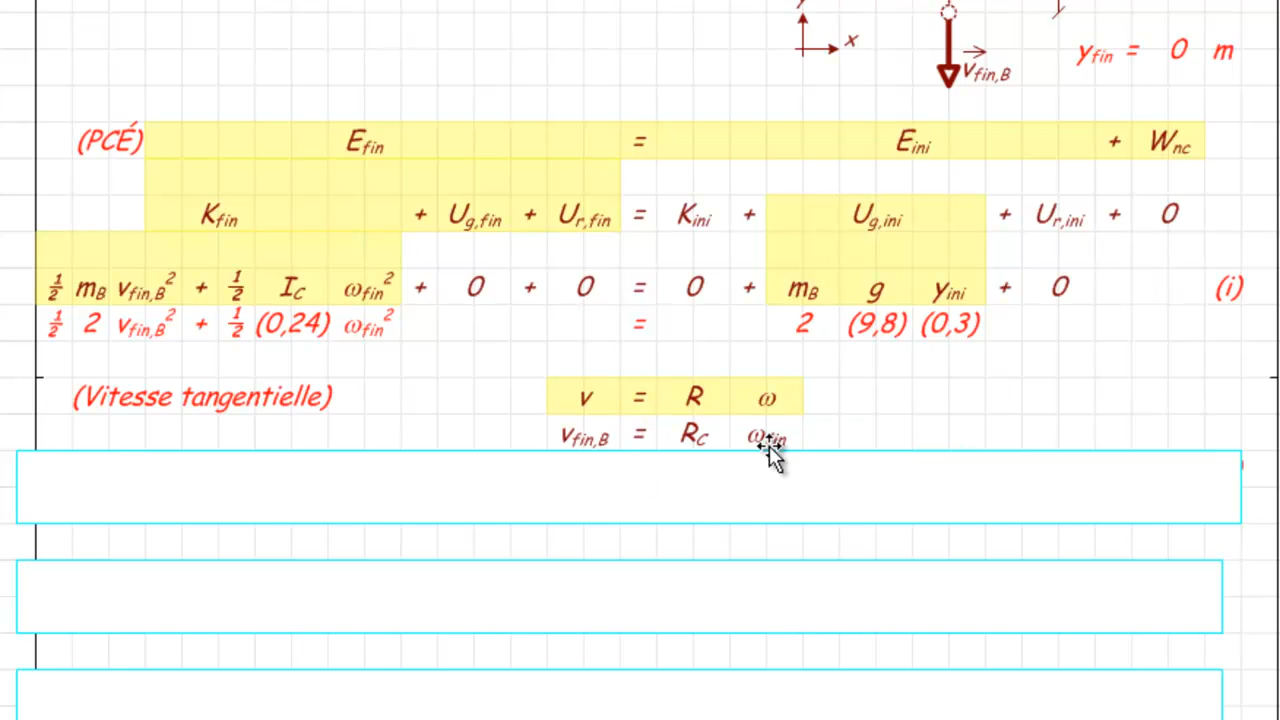 y
x
v_fin,B
y_fin = 0 m
(PCÉ) E_fin = E_ini + W_nc
K_fin + U_g,fin + U_r,fin = K_ini + U_g,ini + U_r,ini + 0
½ m_B v_fin,B² + ½ I_C ω_fin² + 0 + 0 = 0 + m_B g y_ini + 0 (i)
½ 2 v_fin,B² + ½ (0,24) ω_fin² = 2 (9,8) (0,3)
(Vitesse tangentielle) v = R ω
v_fin,B = R_C ω_fin